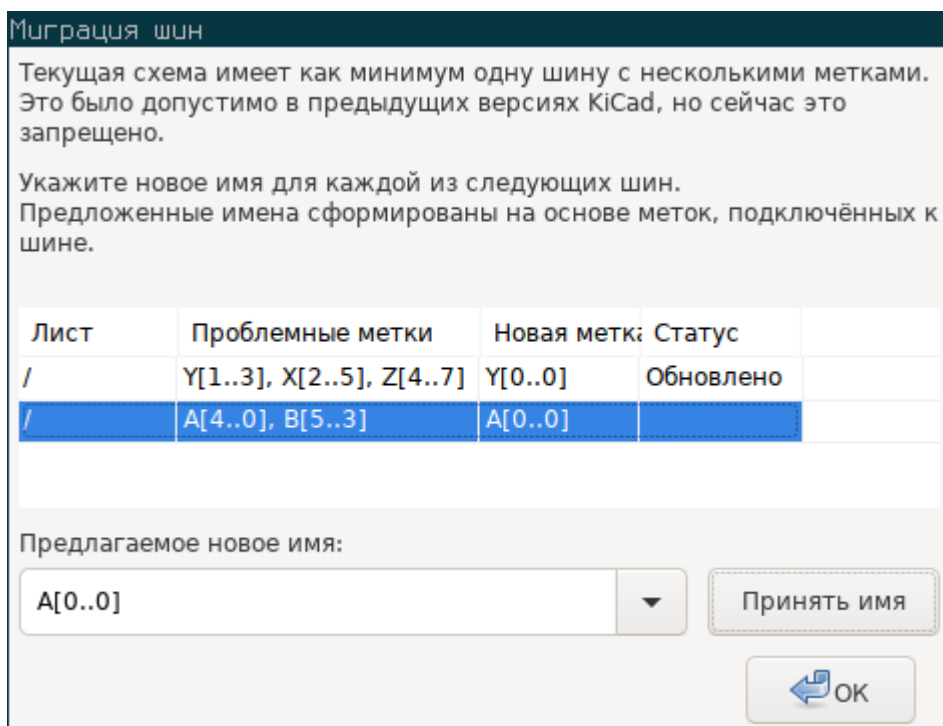 Миграция шин
Текущая схема имеет как минимум одну шину с несколькими метками.
Это было допустимо в предыдущих версиях KiCad, но сейчас это
запрещено.
Укажите новое имя для каждой из следующих шин.
Предложенные имена сформированы на основе меток, подключённых к
шине.
Лист Проблемные метки Новая метка Статус
/ Y[1..3], X[2..5], Z[4..7] Y[0..0] Обновлено
/ A[4..0], B[5..3] A[0..0]
Предлагаемое новое имя:
A[0..0] Принять имя
ОК